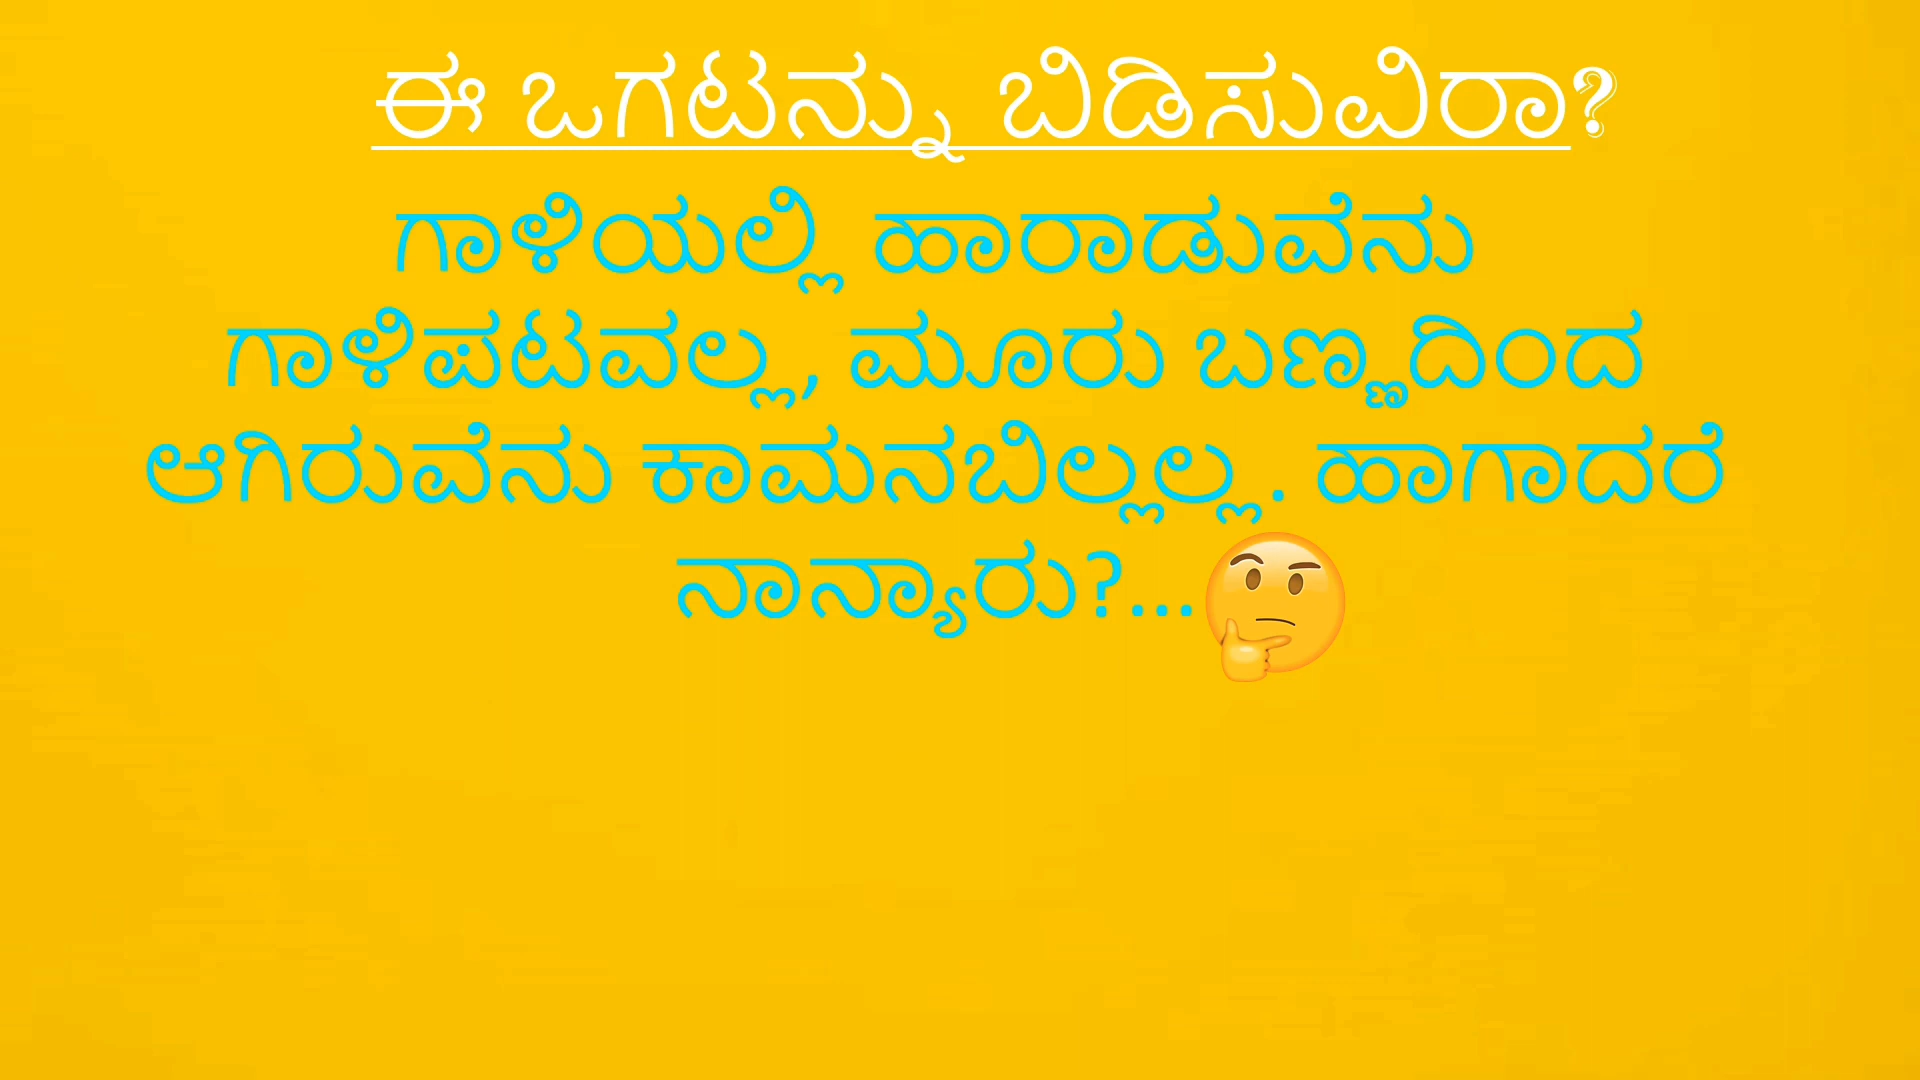 ಈ ಒಗಟನ್ನು ಬಿಡಿಸುವಿರಾ?
ಗಾಳಿಯಲ್ಲಿ ಹಾರಾಡುವೆನು
ಗಾಳಿಪಟವಲ್ಲ, ಮೂರು ಬಣ್ಣದಿಂದ
ಆಗಿರುವೆನು ಕಾಮನಬಿಲ್ಲಲ್ಲ. ಹಾಗಾದರೆ
ನಾನ್ಯಾರು?...🤔